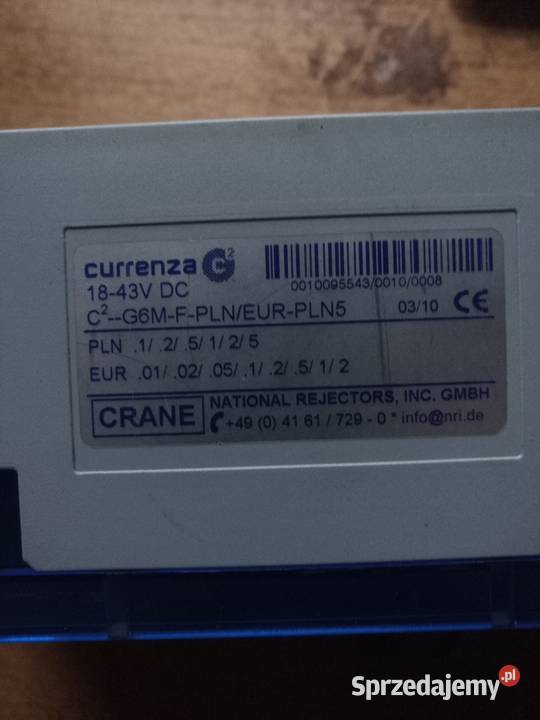 currenza C²
0010095543/0010/0008
18-43V DC
C²--G6M-F-PLN/EUR-PLN5 03/10 CE
PLN .1/ .2/ .5/ 1/ 2/ 5
EUR .01/ .02/ .05/ .1/ .2/ .5/ 1/ 2
CRANE
NATIONAL REJECTORS, INC. GMBH
+49 (0) 41 61 / 729 - 0 * info@nri.de
Sprzedajemy.pl